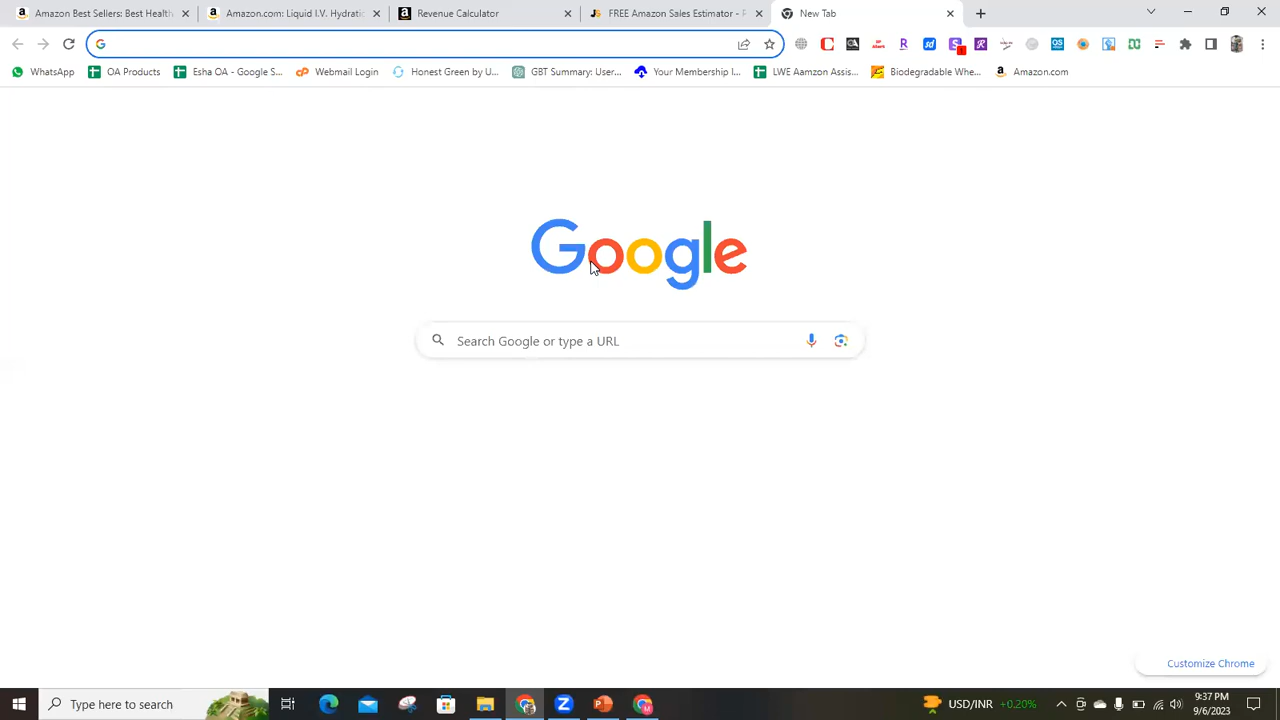 Amazon Best Sellers: Best Health
Amazon.com: Liquid I.V. Hydratic
Revenue Calculator
FREE Amazon Sales Estimator - F
New Tab
WhatsApp
OA Products
Esha OA - Google S...
Webmail Login
Honest Green by U...
GBT Summary: User...
Your Membership I...
LWE Aamzon Assis...
Biodegradable Whe...
Amazon.com
Google
Search Google or type a URL
Customize Chrome
Type here to search
USD/INR +0.20%
9:37 PM
9/6/2023